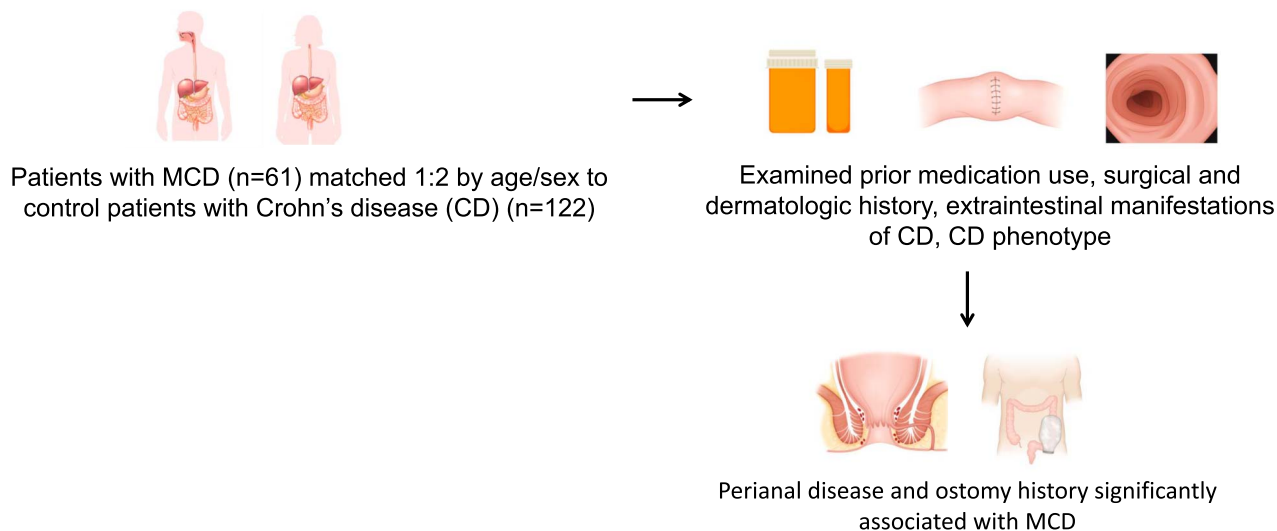 Patients with MCD (n=61) matched 1:2 by age/sex to
control patients with Crohn’s disease (CD) (n=122)
Examined prior medication use, surgical and
dermatologic history, extraintestinal manifestations
of CD, CD phenotype
Perianal disease and ostomy history significantly
associated with MCD